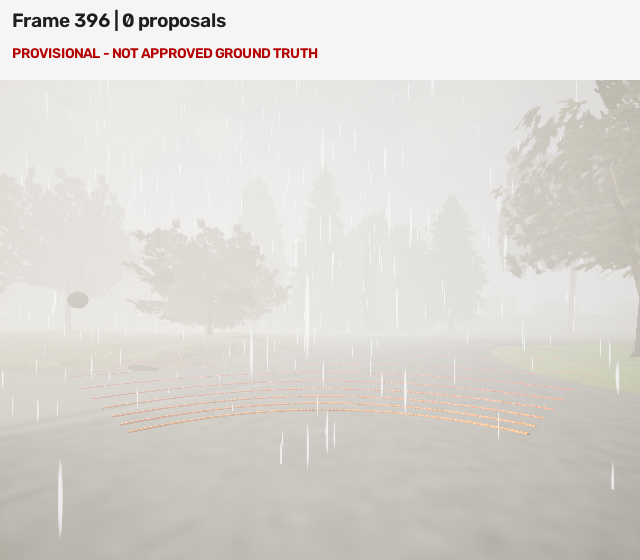 Frame 396 | 0 proposals
PROVISIONAL - NOT APPROVED GROUND TRUTH